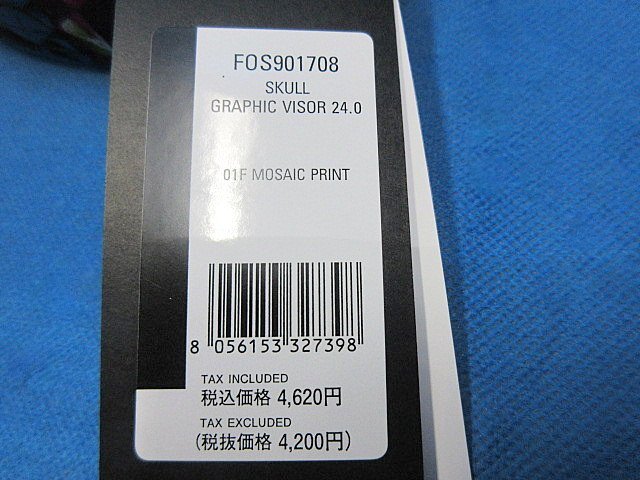 FOS901708
SKULL
GRAPHIC VISOR 24.0
01F MOSAIC PRINT
8 056153 327398
TAX INCLUDED
税込価格 4,620円
TAX EXCLUDED
(税抜価格 4,200円)